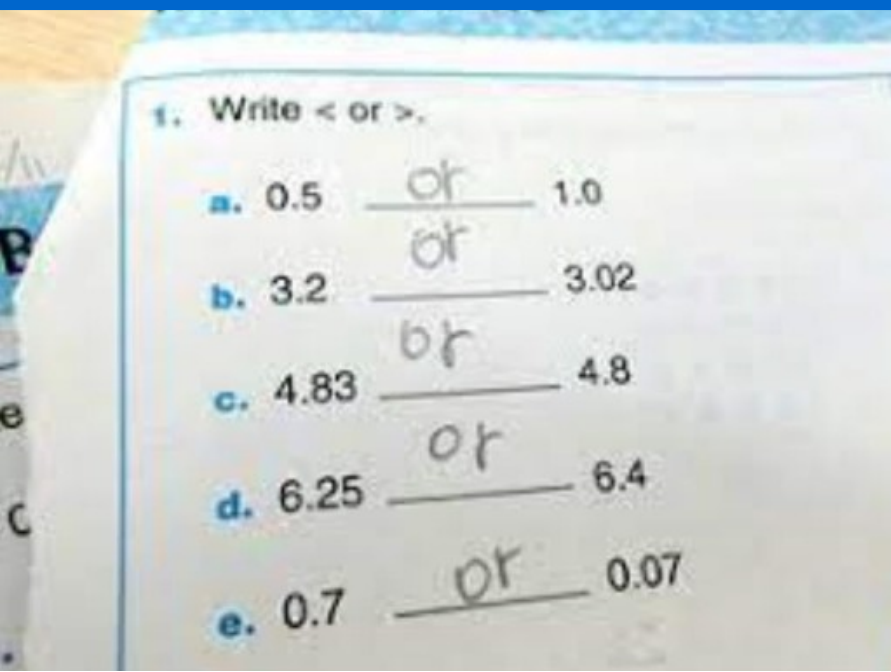 1. Write < or >.
a. 0.5 or 1.0
b. 3.2 or 3.02
c. 4.83 or 4.8
d. 6.25 or 6.4
e. 0.7 or 0.07
B
e